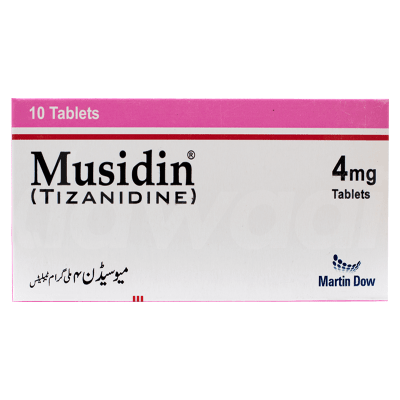 10 Tablets
Musidin®
(TIZANIDINE)
4mg
Tablets
میوسیڈن ۴ ملی گرام ٹیبلیٹس
Martin Dow